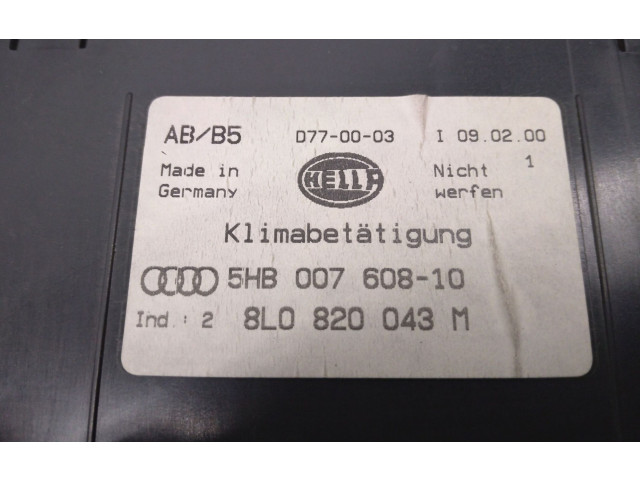 AB/B5 D77-00-03 I 09.02.00
Made in Germany HELLA Nicht werfen 1
Klimabetätigung
5HB 007 608-10
Ind.: 2 8L0 820 043 M